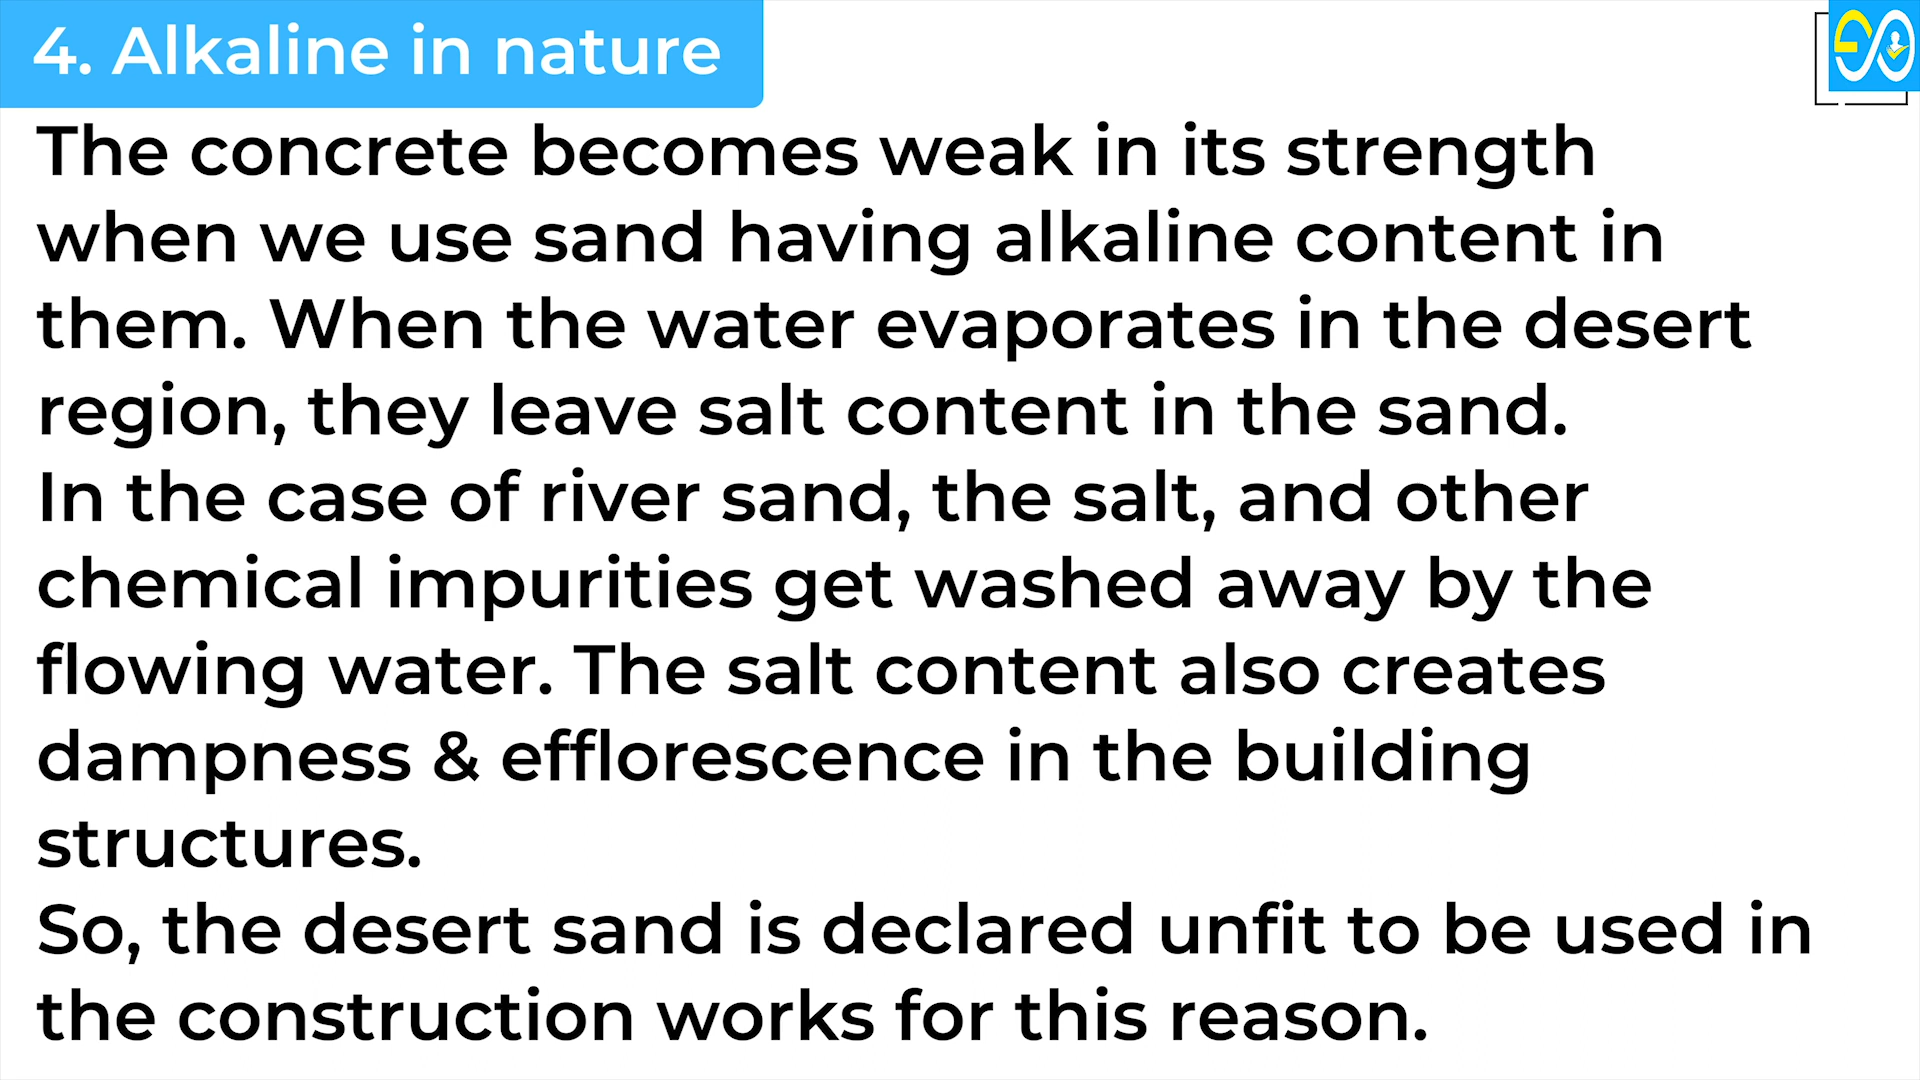 4. Alkaline in nature
The concrete becomes weak in its strength
when we use sand having alkaline content in
them. When the water evaporates in the desert
region, they leave salt content in the sand.
In the case of river sand, the salt, and other
chemical impurities get washed away by the
flowing water. The salt content also creates
dampness & efflorescence in the building
structures.
So, the desert sand is declared unfit to be used in
the construction works for this reason.